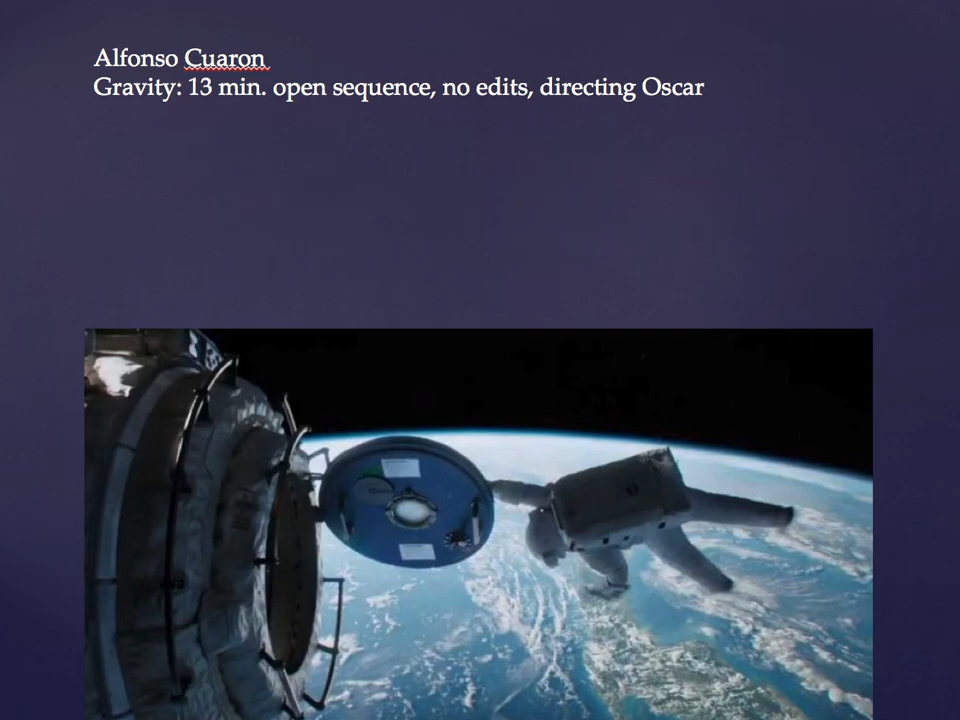 Alfonso Cuaron
Gravity: 13 min. open sequence, no edits, directing Oscar